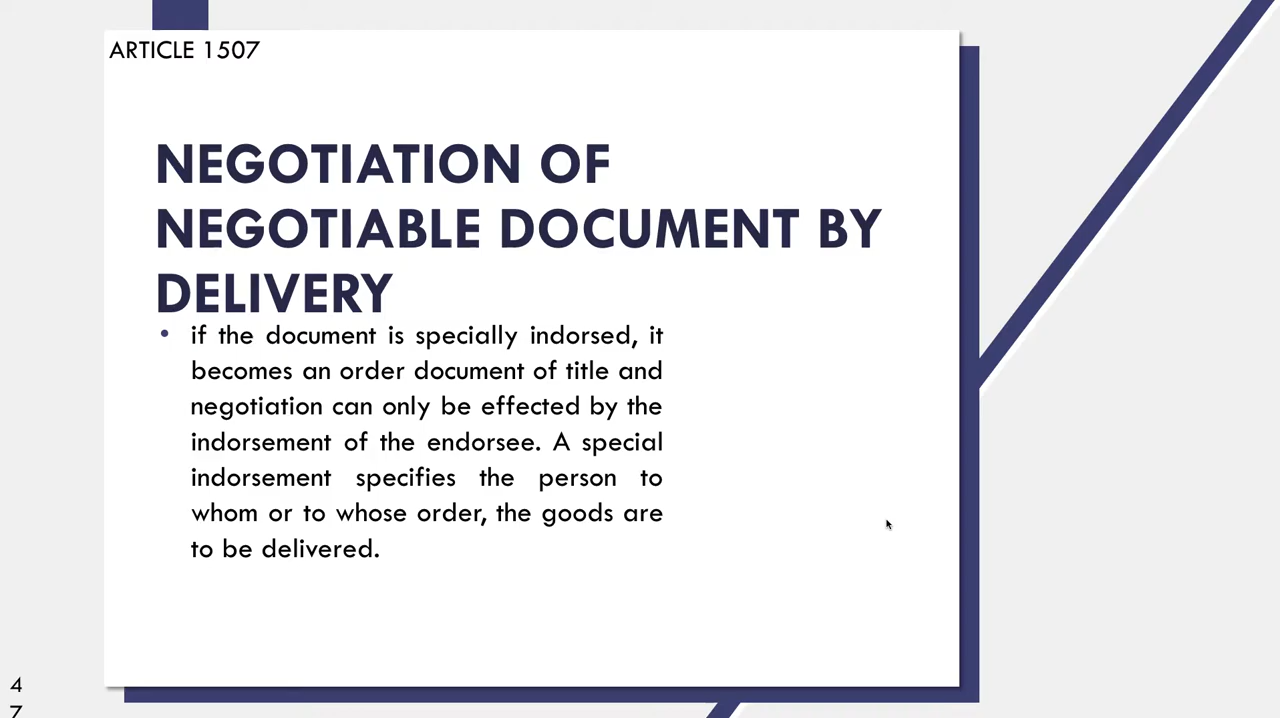 ARTICLE 1507
NEGOTIATION OF
NEGOTIABLE DOCUMENT BY
DELIVERY
• if the document is specially indorsed, it
becomes an order document of title and
negotiation can only be effected by the
indorsement of the endorsee. A special
indorsement specifies the person to
whom or to whose order, the goods are
to be delivered.
4
7